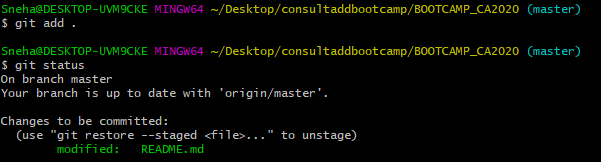 Sneha@DESKTOP-UVM9CKE MINGW64 ~/Desktop/consultaddbootcamp/BOOTCAMP_CA2020 (master)
$ git add .
Sneha@DESKTOP-UVM9CKE MINGW64 ~/Desktop/consultaddbootcamp/BOOTCAMP_CA2020 (master)
$ git status
On branch master
Your branch is up to date with 'origin/master'.
Changes to be committed:
  (use "git restore --staged <file>..." to unstage)
        modified:   README.md